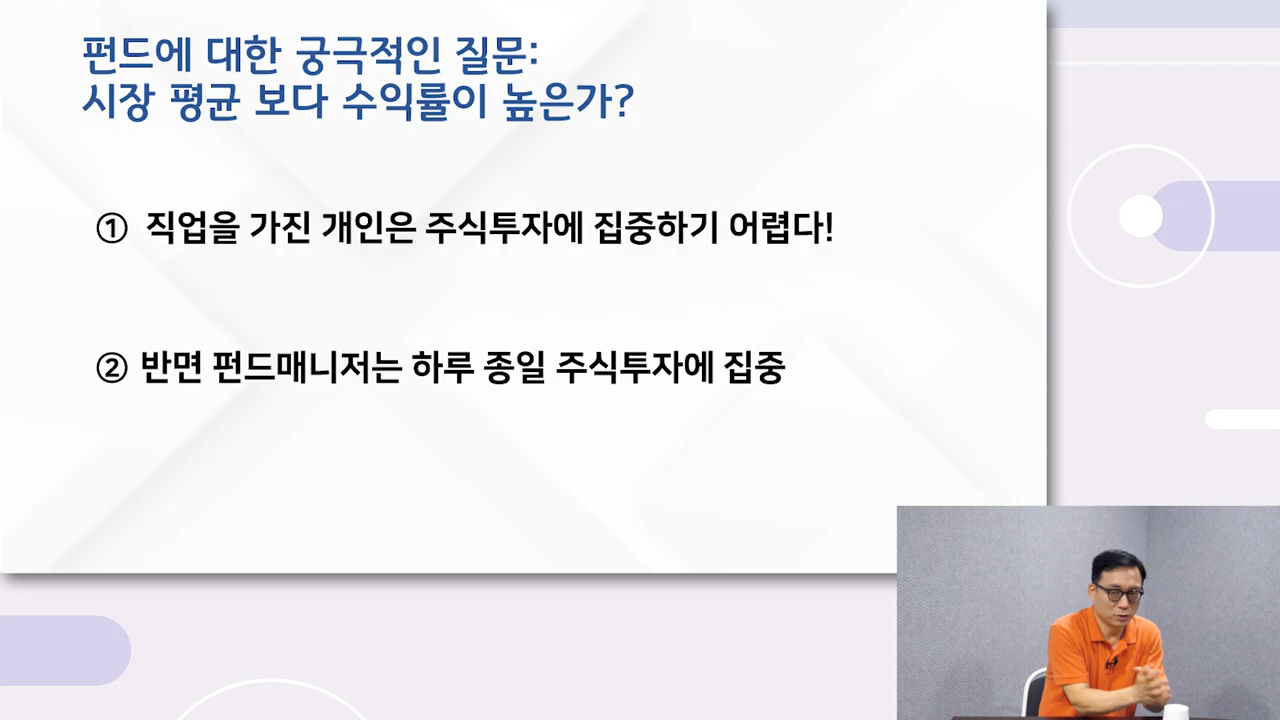 펀드에 대한 궁극적인 질문:
시장 평균 보다 수익률이 높은가?
① 직업을 가진 개인은 주식투자에 집중하기 어렵다!
② 반면 펀드매니저는 하루 종일 주식투자에 집중